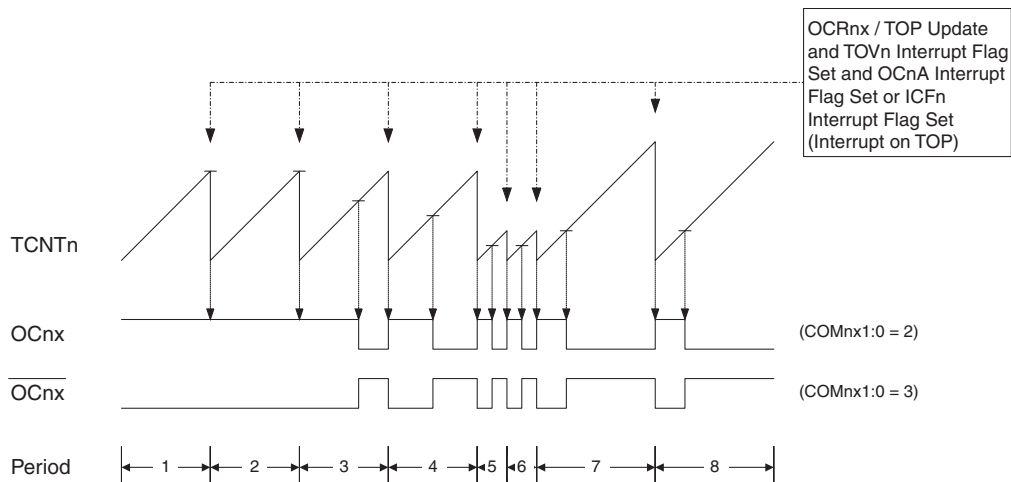 OCRnx / TOP Update
and TOVn Interrupt Flag
Set and OCnA Interrupt
Flag Set or ICFn
Interrupt Flag Set
(Interrupt on TOP)
TCNTn
OCnx
(COMnx1:0 = 2)
OCnx
(COMnx1:0 = 3)
Period
1 2 3 4 5 6 7 8